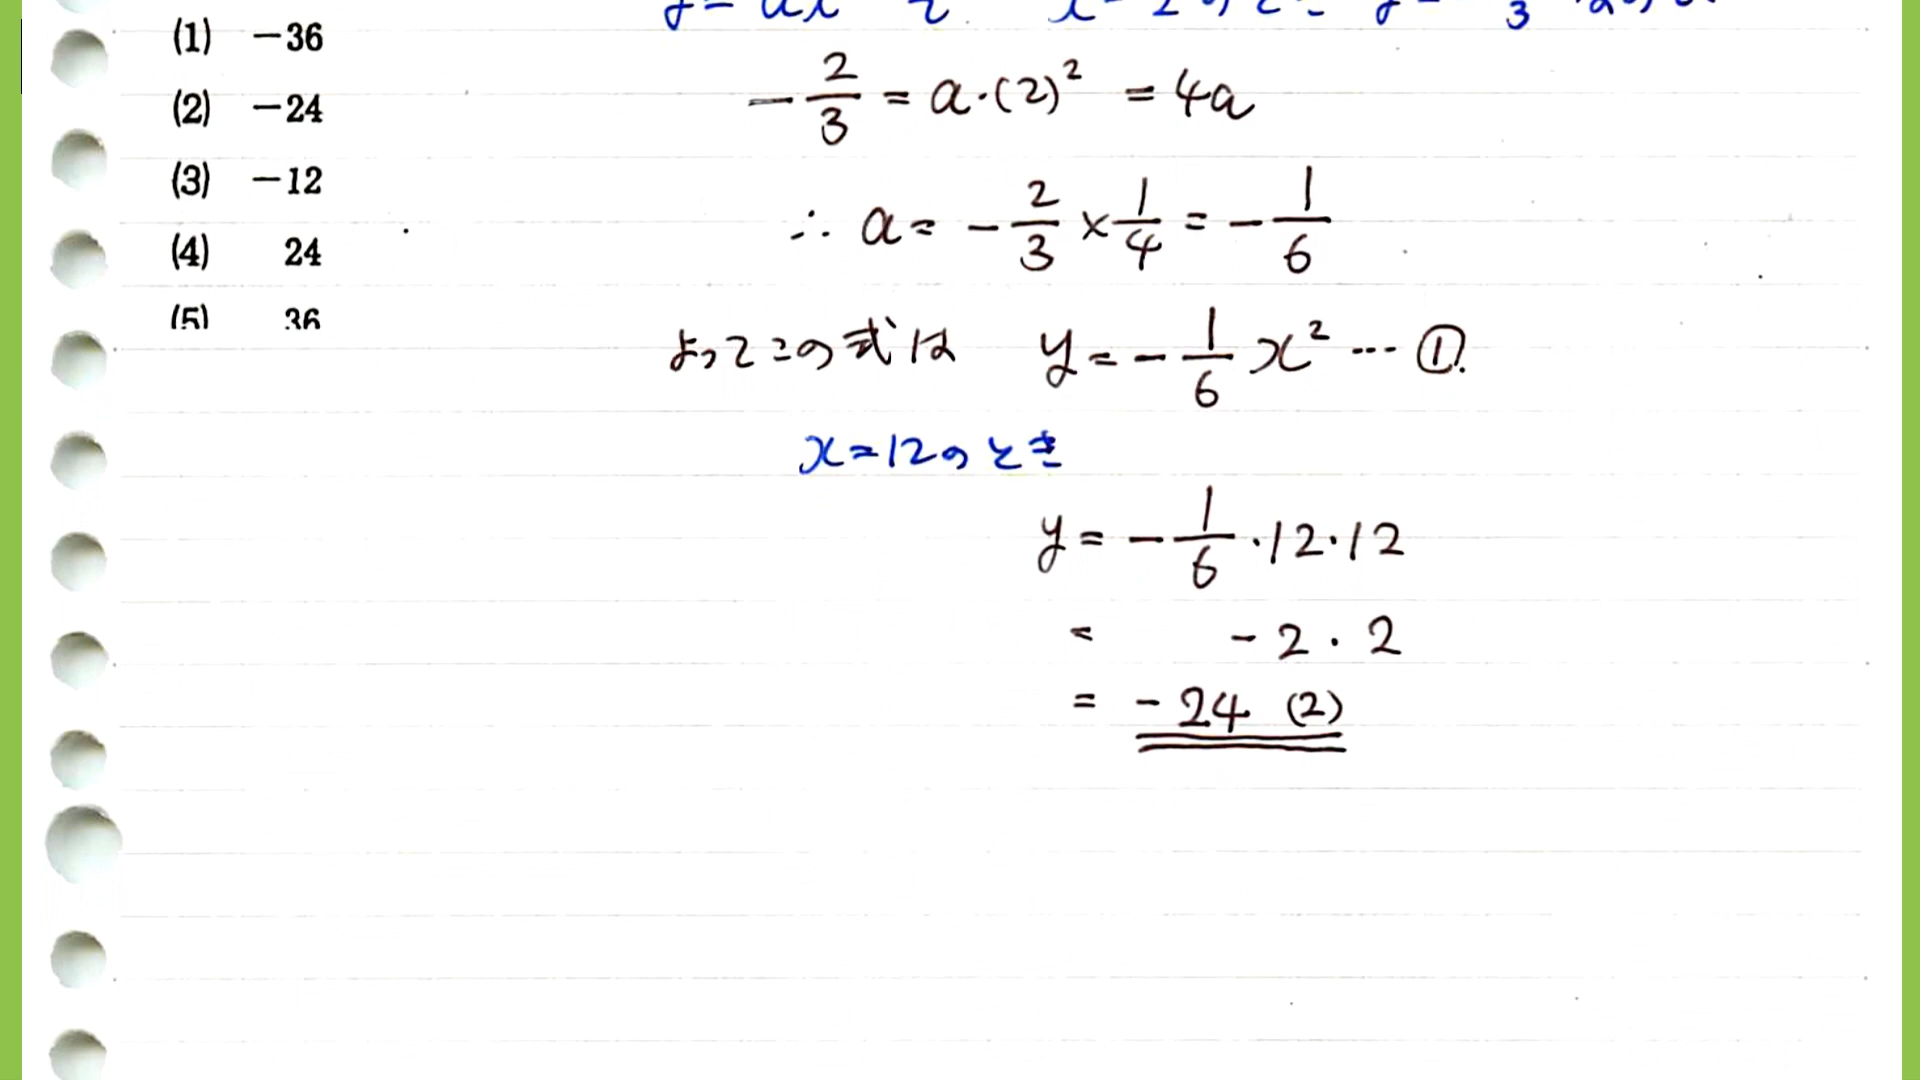 (1) −36
(2) −24
(3) −12
(4) 24
(5) 36
−2/3 = a·(2)² = 4a
∴ a = −2/3 × 1/4 = −1/6
よってこの式は y = −1/6 x² … ①.
x=12のとき
y = −1/6 ·12·12
= −2·2
= −24 (2)